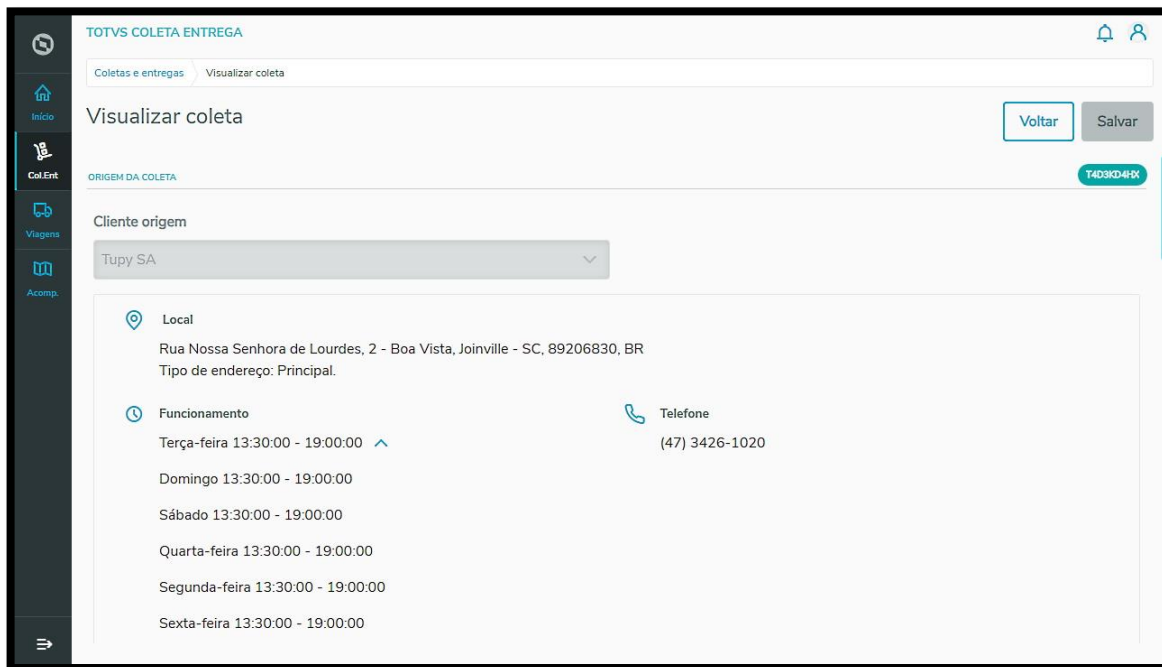 TOTVS COLETA ENTREGA
Coletas e entregas
Visualizar coleta
Início
Visualizar coleta
Voltar
Salvar
Col.Ent
ORIGEM DA COLETA
T4D3KD4HX
Viagens
Cliente origem
Tupy SA
Acomp.
Local
Rua Nossa Senhora de Lourdes, 2 - Boa Vista, Joinville - SC, 89206830, BR
Tipo de endereço: Principal.
Funcionamento
Telefone
Terça-feira 13:30:00 - 19:00:00
(47) 3426-1020
Domingo 13:30:00 - 19:00:00
Sábado 13:30:00 - 19:00:00
Quarta-feira 13:30:00 - 19:00:00
Segunda-feira 13:30:00 - 19:00:00
Sexta-feira 13:30:00 - 19:00:00